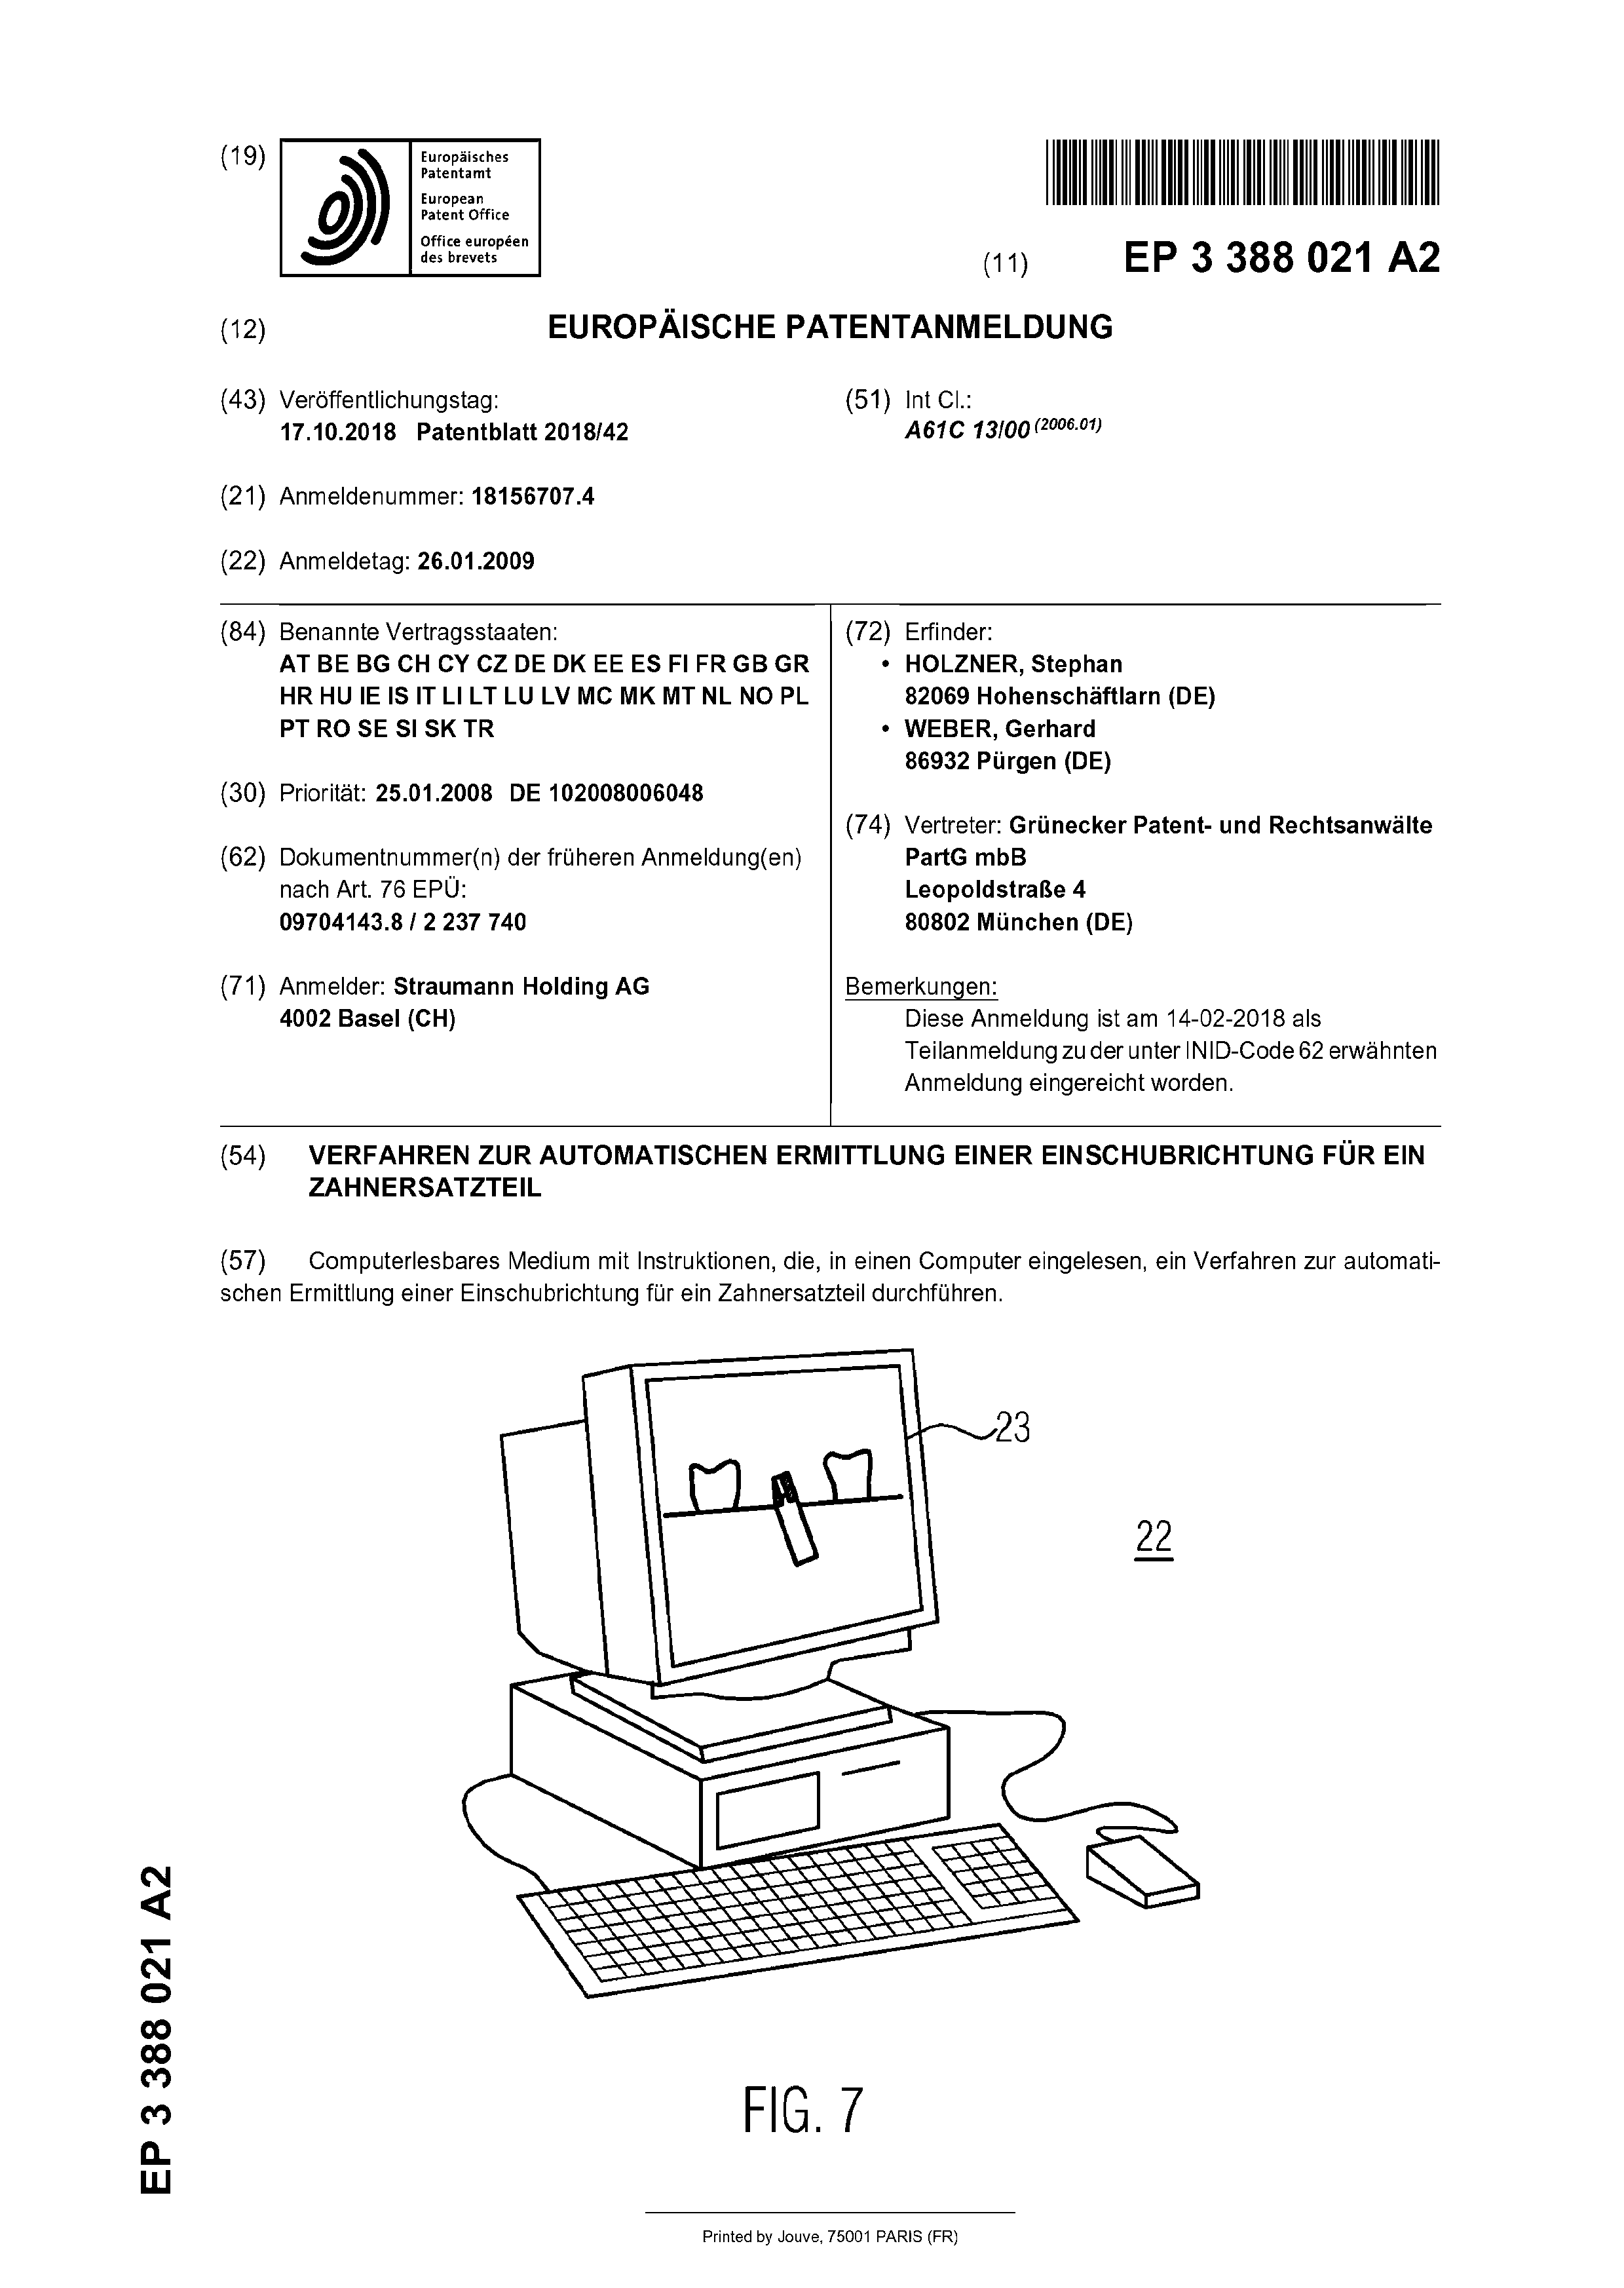 (19)
Europäisches
Patentamt
European
Patent Office
Office européen
des brevets
(11) EP 3 388 021 A2
(12) EUROPÄISCHE PATENTANMELDUNG
(43) Veröffentlichungstag:
17.10.2018 Patentblatt 2018/42
(21) Anmeldenummer: 18156707.4
(22) Anmeldetag: 26.01.2009
(51) Int Cl.:
A61C 13/00 (2006.01)
(84) Benannte Vertragsstaaten:
AT BE BG CH CY CZ DE DK EE ES FI FR GB GR
HR HU IE IS IT LI LT LU LV MC MK MT NL NO PL
PT RO SE SI SK TR
(30) Priorität: 25.01.2008 DE 102008006048
(62) Dokumentnummer(n) der früheren Anmeldung(en)
nach Art. 76 EPÜ:
09704143.8 / 2 237 740
(71) Anmelder: Straumann Holding AG
4002 Basel (CH)
(72) Erfinder:
• HOLZNER, Stephan
82069 Hohenschäftlarn (DE)
• WEBER, Gerhard
86932 Pürgen (DE)
(74) Vertreter: Grünecker Patent- und Rechtsanwälte
PartG mbB
Leopoldstraße 4
80802 München (DE)
Bemerkungen:
Diese Anmeldung ist am 14-02-2018 als
Teilanmeldung zu der unter INID-Code 62 erwähnten
Anmeldung eingereicht worden.
(54) VERFAHREN ZUR AUTOMATISCHEN ERMITTLUNG EINER EINSCHUBRICHTUNG FÜR EIN
ZAHNERSATZTEIL
(57) Computerlesbares Medium mit Instruktionen, die, in einen Computer eingelesen, ein Verfahren zur automati-
schen Ermittlung einer Einschubrichtung für ein Zahnersatzteil durchführen.
23
22
FIG. 7
EP 3 388 021 A2
Printed by Jouve, 75001 PARIS (FR)